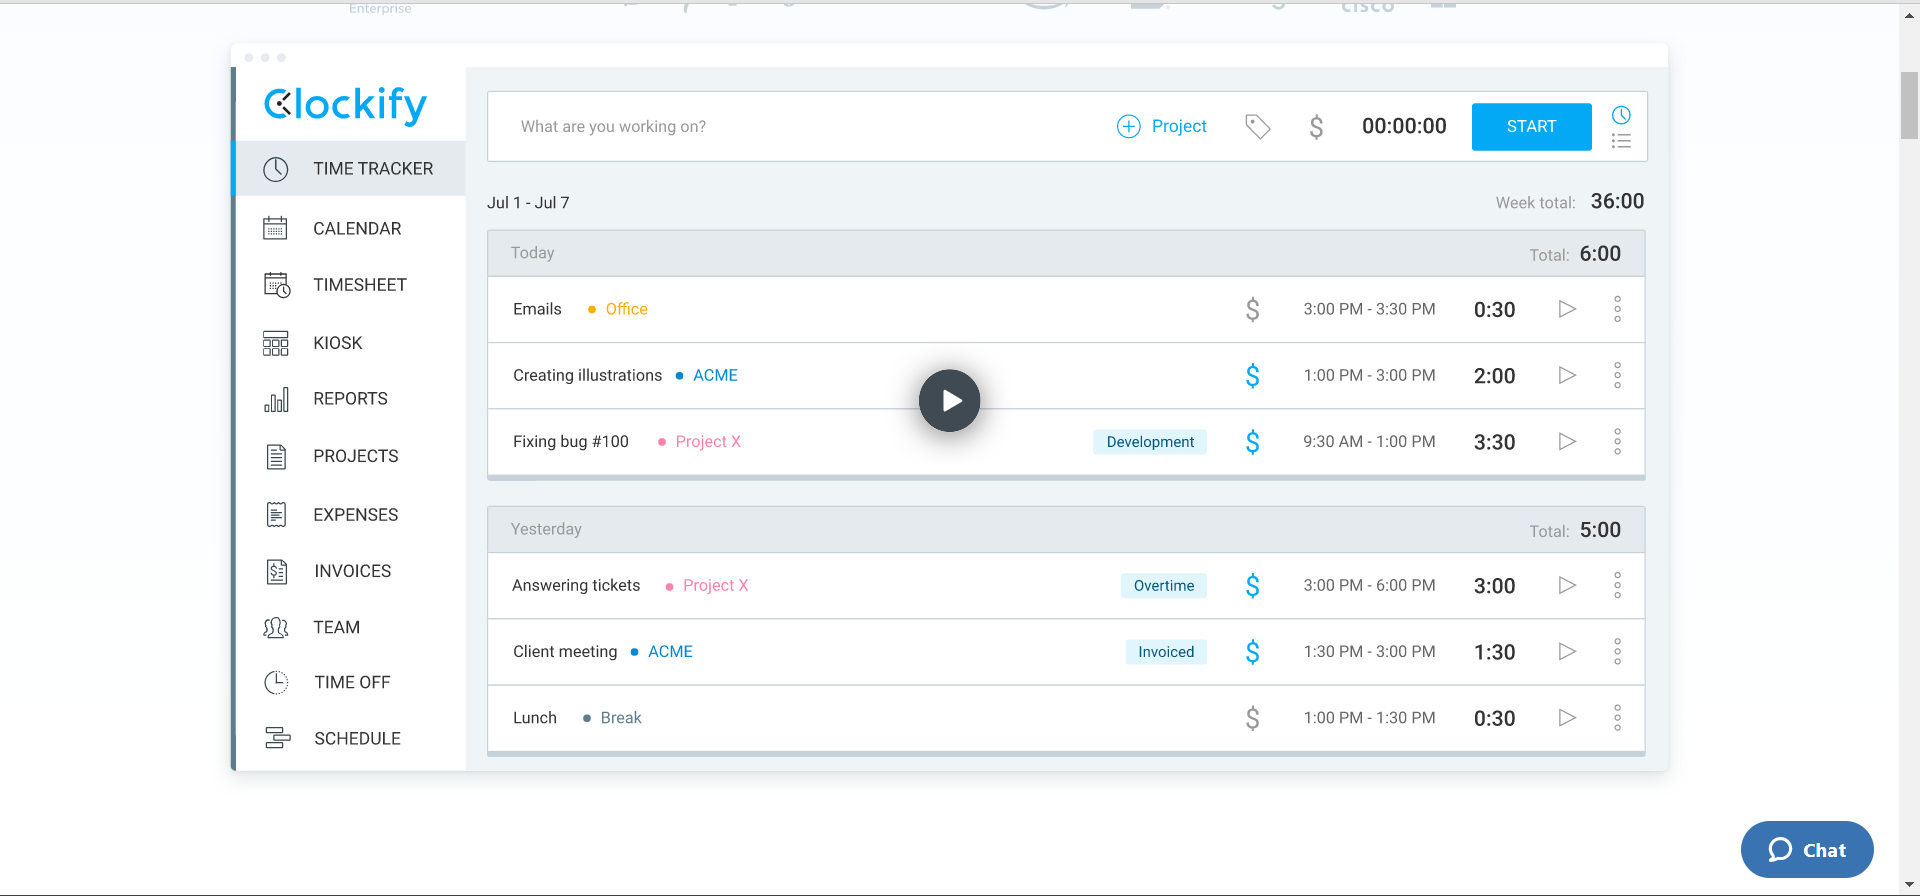 Enterprise
CISCO
Clockify
TIME TRACKER
CALENDAR
TIMESHEET
KIOSK
REPORTS
PROJECTS
EXPENSES
INVOICES
TEAM
TIME OFF
SCHEDULE
What are you working on?
Project
$
00:00:00
START
Jul 1 - Jul 7
Week total: 36:00
Today
Total: 6:00
Emails • Office $ 3:00 PM - 3:30 PM 0:30
Creating illustrations • ACME $ 1:00 PM - 3:00 PM 2:00
Fixing bug #100 • Project X Development $ 9:30 AM - 1:00 PM 3:30
Yesterday
Total: 5:00
Answering tickets • Project X Overtime $ 3:00 PM - 6:00 PM 3:00
Client meeting • ACME Invoiced $ 1:30 PM - 3:00 PM 1:30
Lunch • Break $ 1:00 PM - 1:30 PM 0:30
Chat